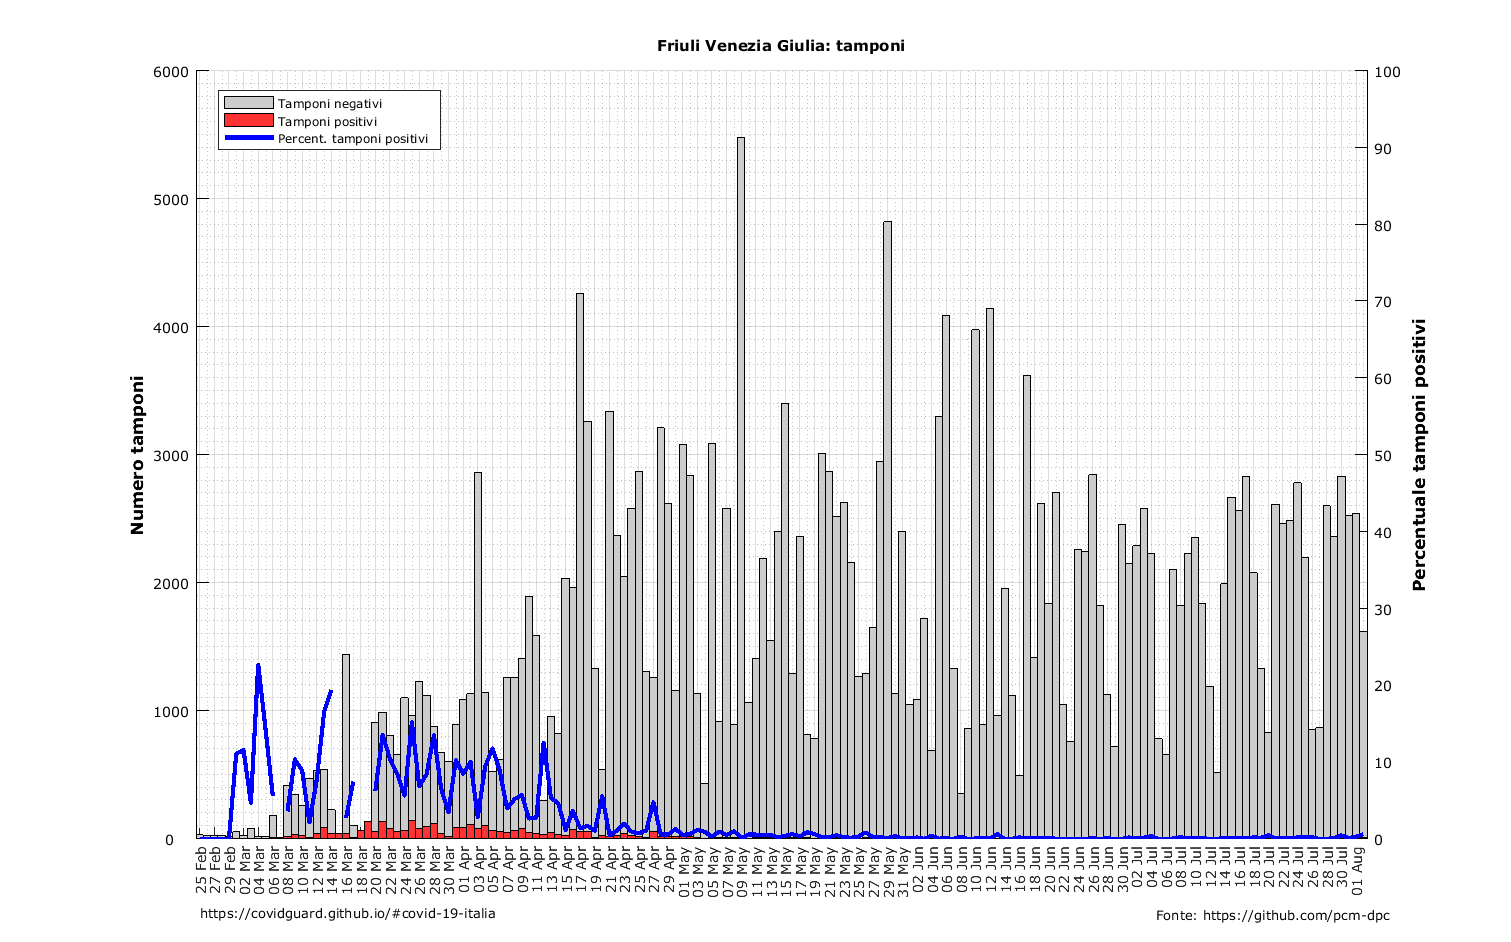 Friuli Venezia Giulia: tamponi
6000
5000
4000
3000
2000
1000
0
100
90
80
70
60
50
40
30
20
10
0
Tamponi negativi
Tamponi positivi
Percent. tamponi positivi
Numero tamponi
Percentuale tamponi positivi
25 Feb
27 Feb
29 Feb
02 Mar
04 Mar
06 Mar
08 Mar
10 Mar
12 Mar
14 Mar
16 Mar
18 Mar
20 Mar
22 Mar
24 Mar
26 Mar
28 Mar
30 Mar
01 Apr
03 Apr
05 Apr
07 Apr
09 Apr
11 Apr
13 Apr
15 Apr
17 Apr
19 Apr
21 Apr
23 Apr
25 Apr
27 Apr
29 Apr
01 May
03 May
05 May
07 May
09 May
11 May
13 May
15 May
17 May
19 May
21 May
23 May
25 May
27 May
29 May
31 May
02 Jun
04 Jun
06 Jun
08 Jun
10 Jun
12 Jun
14 Jun
16 Jun
18 Jun
20 Jun
22 Jun
24 Jun
26 Jun
28 Jun
30 Jun
02 Jul
04 Jul
06 Jul
08 Jul
10 Jul
12 Jul
14 Jul
16 Jul
18 Jul
20 Jul
22 Jul
24 Jul
26 Jul
28 Jul
30 Jul
01 Aug
https://covidguard.github.io/#covid-19-italia
Fonte: https://github.com/pcm-dpc